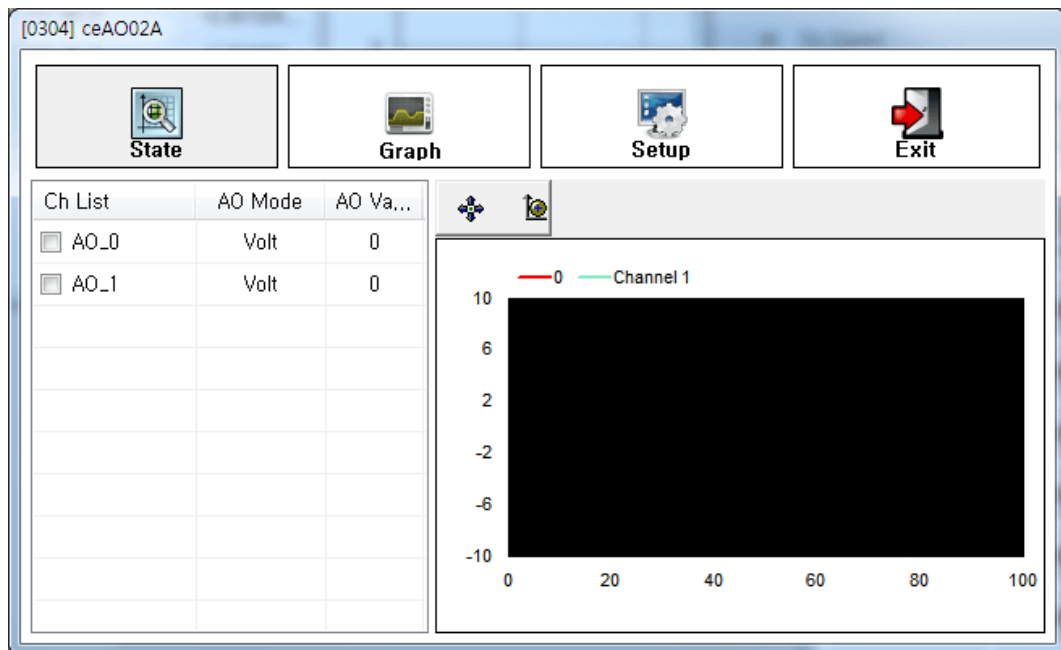 [0304] ceAO02A
State Graph Setup Exit
Ch List AO Mode AO Va...
AO_0 Volt 0
AO_1 Volt 0
0 Channel 1
10
6
2
-2
-6
-10
0 20 40 60 80 100